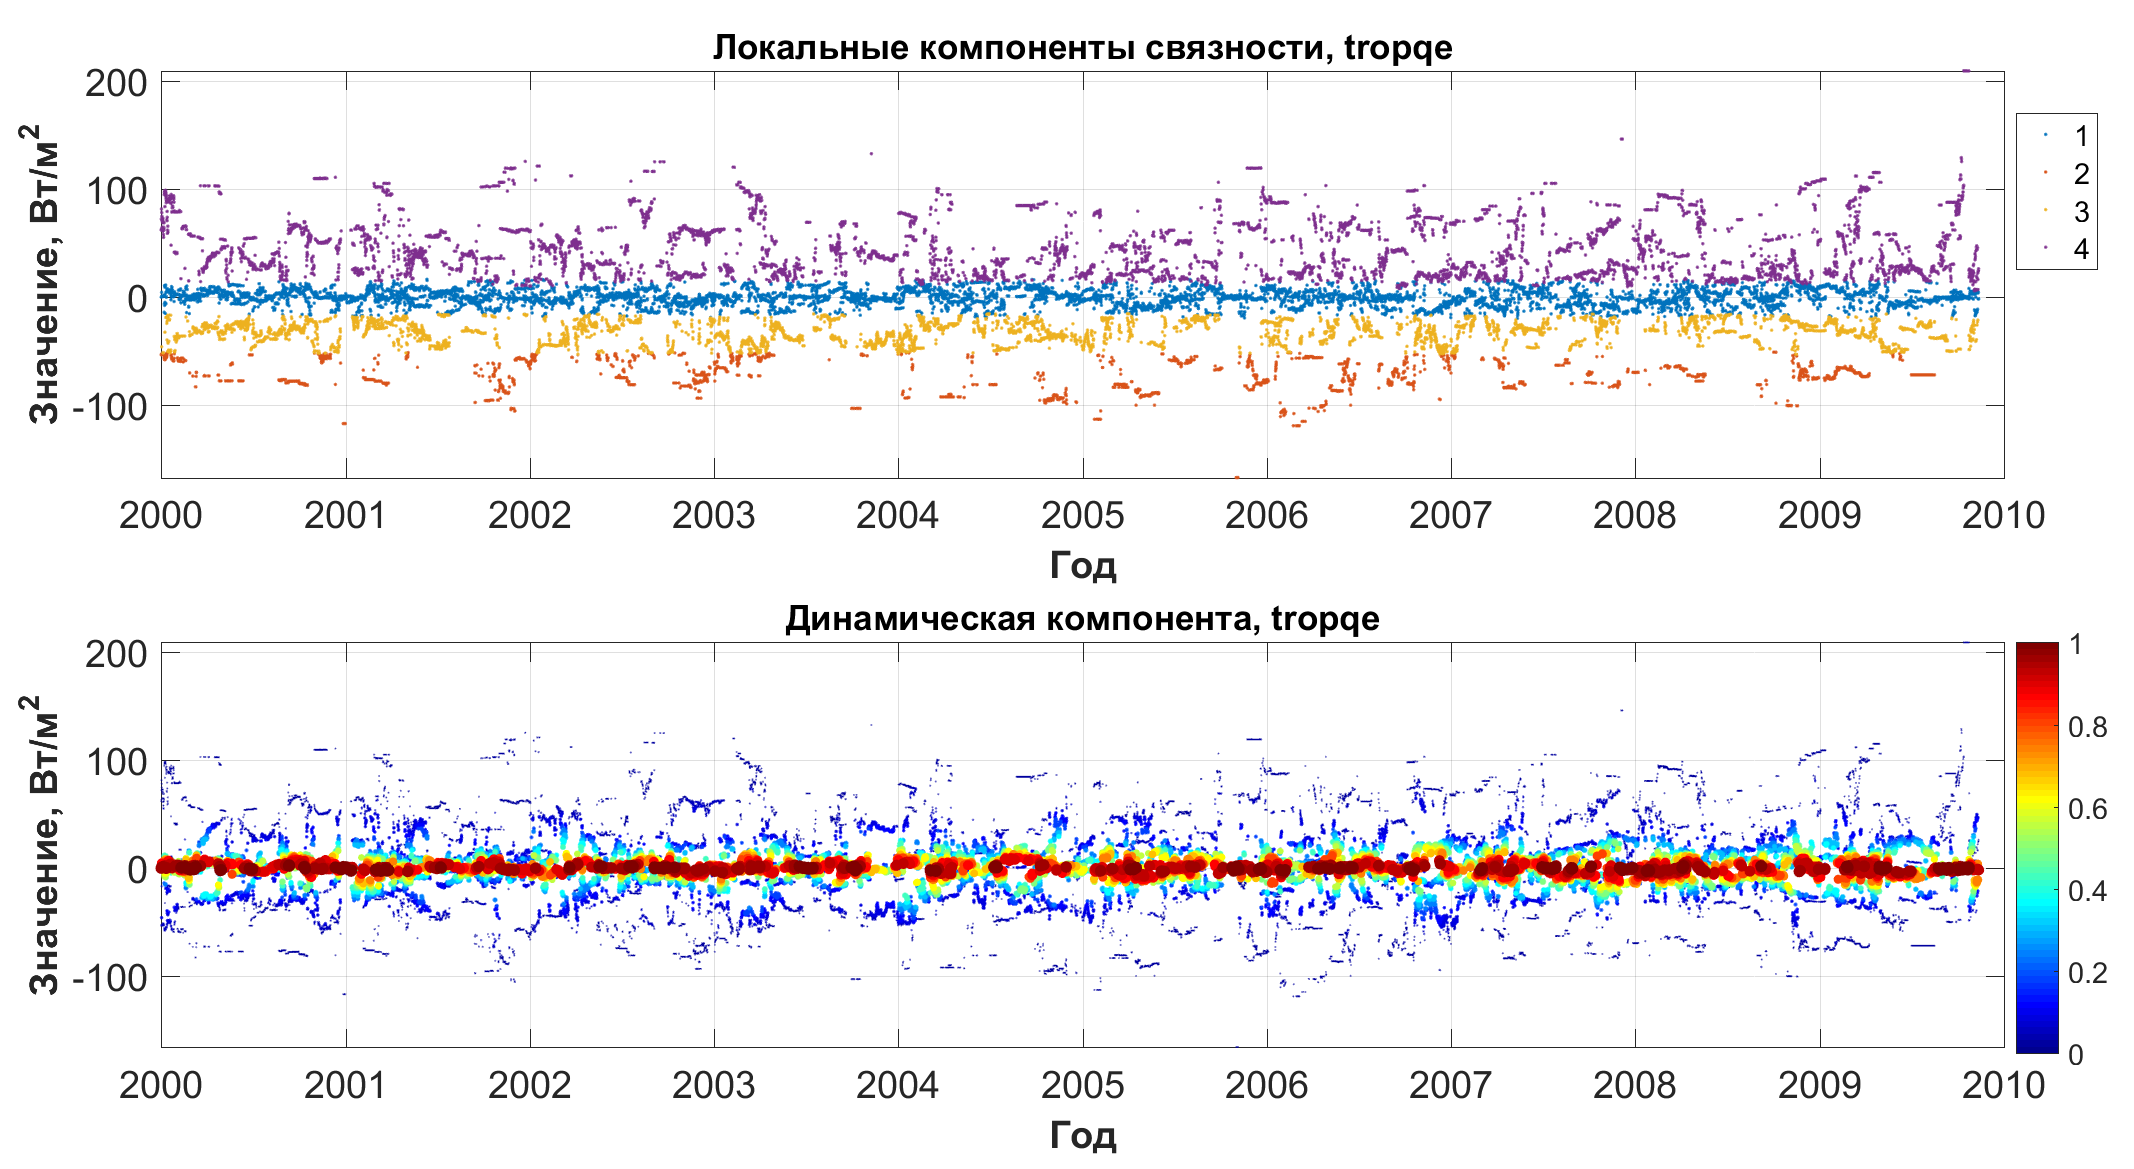 Локальные компоненты связности, tropqe
Значение, Вт/м²
200
100
0
-100
2000 2001 2002 2003 2004 2005 2006 2007 2008 2009 2010
Год
1
2
3
4
Динамическая компонента, tropqe
Значение, Вт/м²
200
100
0
-100
2000 2001 2002 2003 2004 2005 2006 2007 2008 2009 2010
Год
1
0.8
0.6
0.4
0.2
0